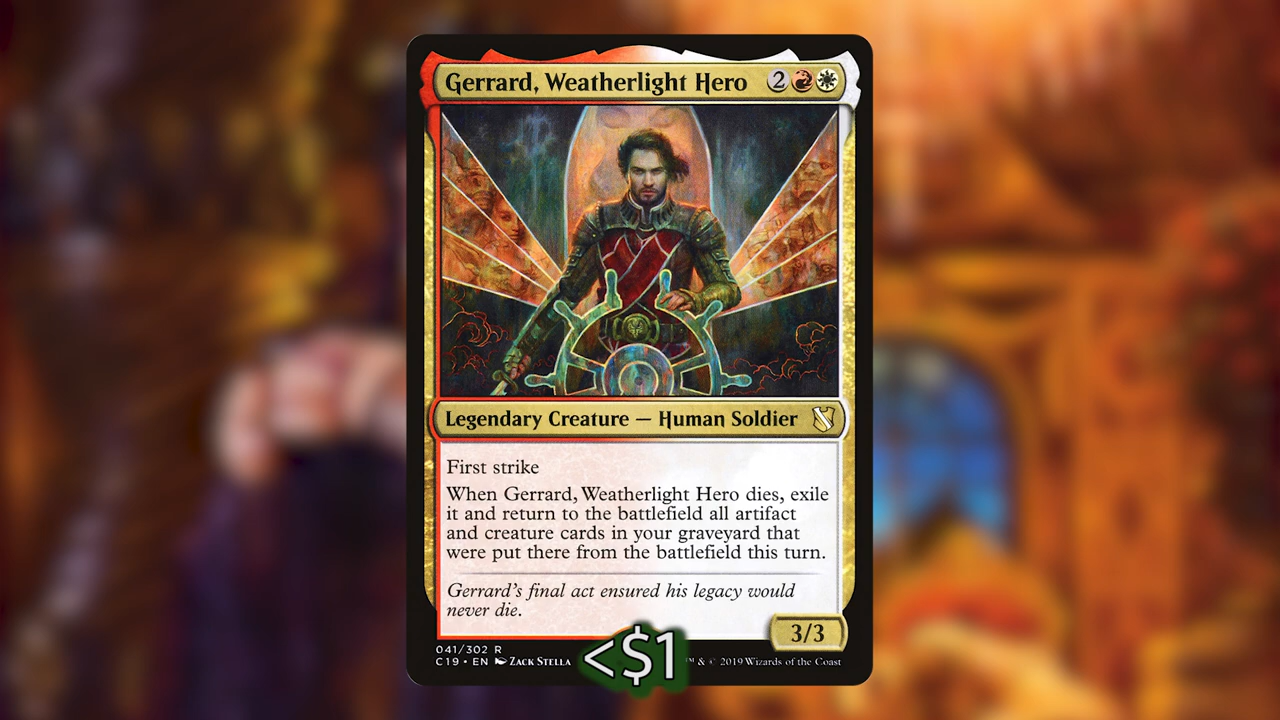 Gerrard, Weatherlight Hero 2
Legendary Creature — Human Soldier
First strike
When Gerrard, Weatherlight Hero dies, exile
it and return to the battlefield all artifact
and creature cards in your graveyard that
were put there from the battlefield this turn.
Gerrard's final act ensured his legacy would
never die.
3/3
041/302 R
C19 • EN Zack Stella
<$1
™ & © 2019 Wizards of the Coast